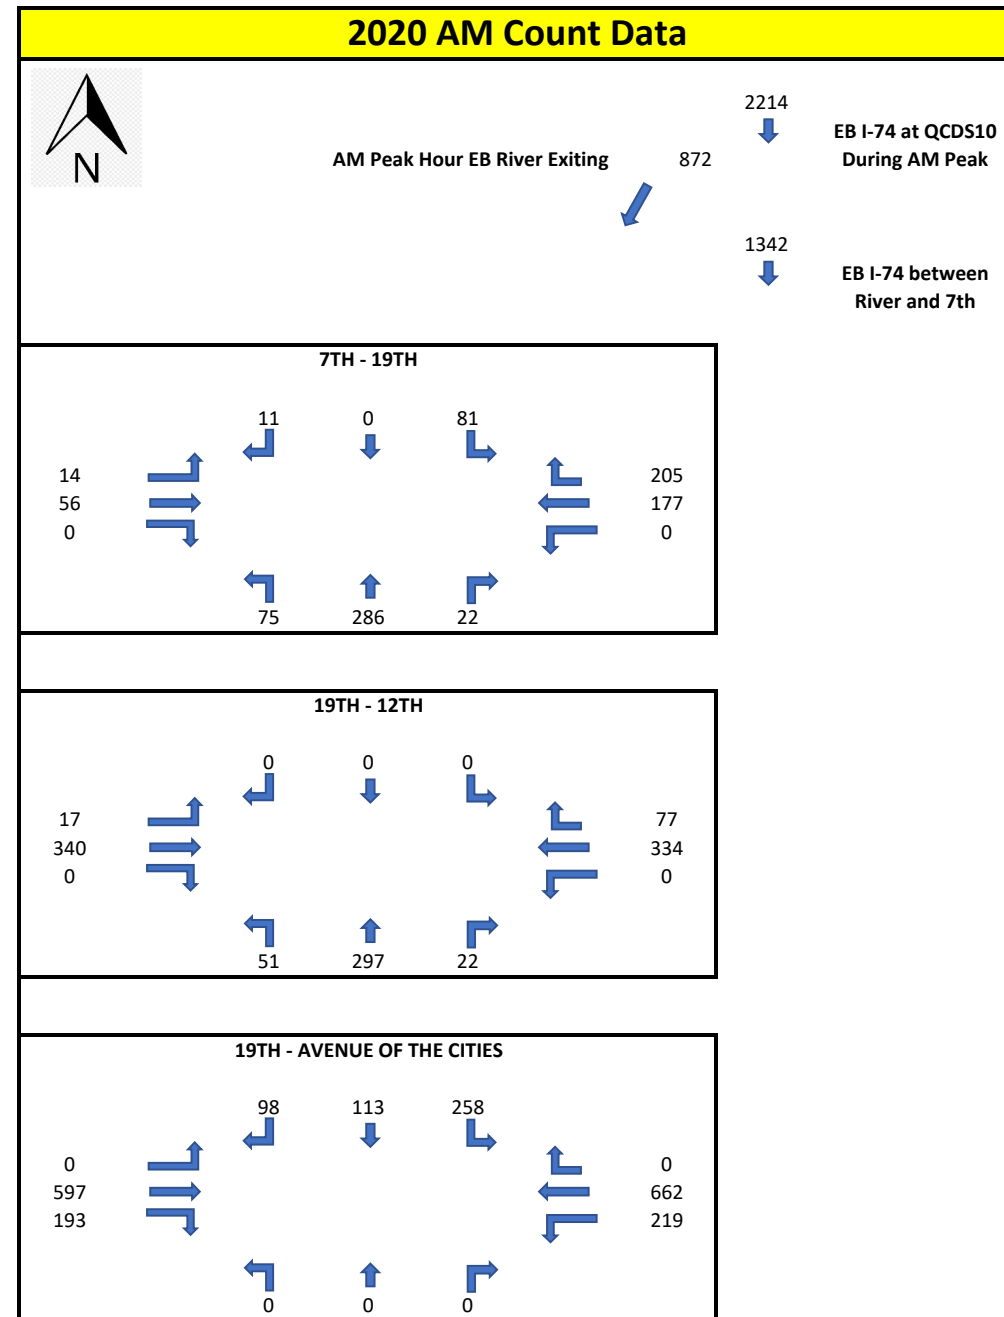 2020 AM Count Data
N
2214
EB I-74 at QCDS10
During AM Peak
AM Peak Hour EB River Exiting 872
1342
EB I-74 between
River and 7th
7TH - 19TH
11 0 81
14 205
56 177
0 0
75 286 22
19TH - 12TH
0 0 0
17 77
340 334
0 0
51 297 22
19TH - AVENUE OF THE CITIES
98 113 258
0 0
597 662
193 219
0 0 0